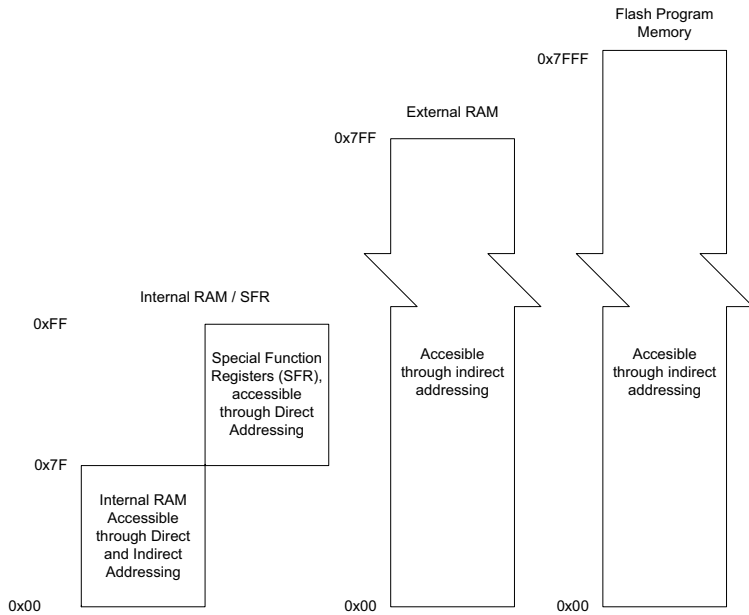 Flash Program
Memory
0x7FFF
External RAM
0x7FF
Internal RAM / SFR
0xFF
Special Function
Registers (SFR),
accessible
through Direct
Addressing
Accesible
through indirect
addressing
Accesible
through indirect
addressing
0x7F
Internal RAM
Accessible
through Direct
and Indirect
Addressing
0x00
0x00
0x00